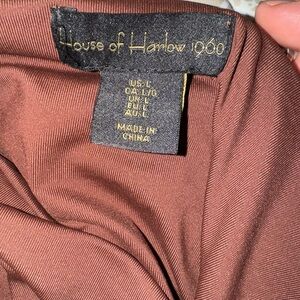 House of Harlow 1960
US: L
CA: L/G
UK: L
EU: L
AU: L
MADE IN
CHINA